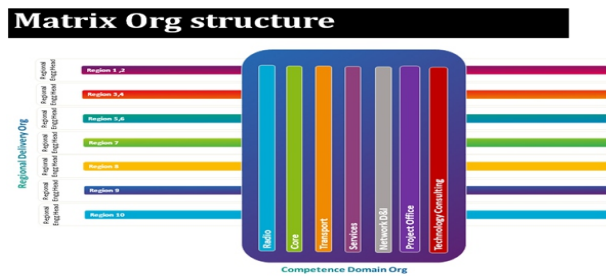 Matrix Org structure
Regional Delivery Org
Regional
Engg Head
Region 1 ,2
Regional
Engg Head
Region 3,4
Regional
Engg Head
Region 5,6
Regional
Engg Head
Region 7
Regional
Engg Head
Region 8
Regional
Engg Head
Region 9
Regional
Engg Head
Region 10
Radio
Core
Transport
Services
Network D&I
Project Office
Technology Consulting
Competence Domain Org